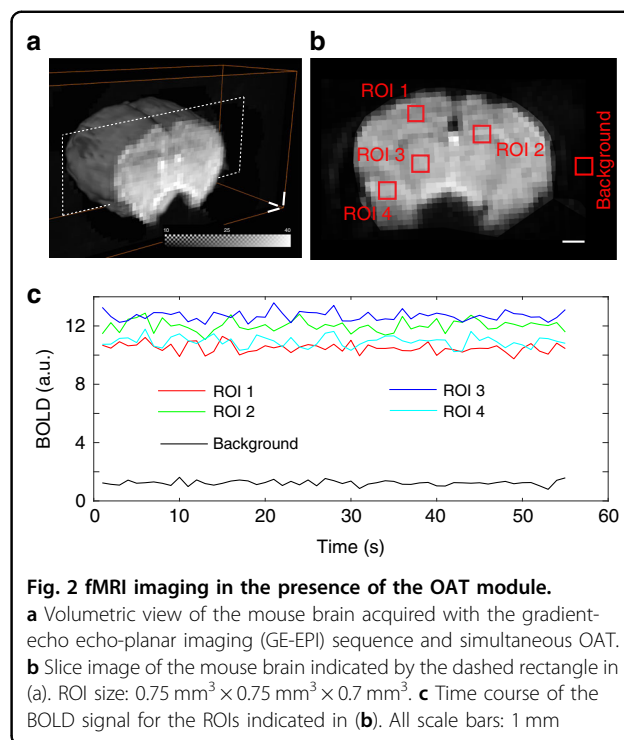 a
10 25 40
b
ROI 1
ROI 2
ROI 3
ROI 4
Background
c
BOLD (a.u.)
12
8
4
0
ROI 1
ROI 2
Background
ROI 3
ROI 4
0 10 20 30 40 50 60
Time (s)
Fig. 2 fMRI imaging in the presence of the OAT module.
a Volumetric view of the mouse brain acquired with the gradient-
echo echo-planar imaging (GE-EPI) sequence and simultaneous OAT.
b Slice image of the mouse brain indicated by the dashed rectangle in
(a). ROI size: 0.75 mm³ × 0.75 mm³ × 0.7 mm³. c Time course of the
BOLD signal for the ROIs indicated in (b). All scale bars: 1 mm